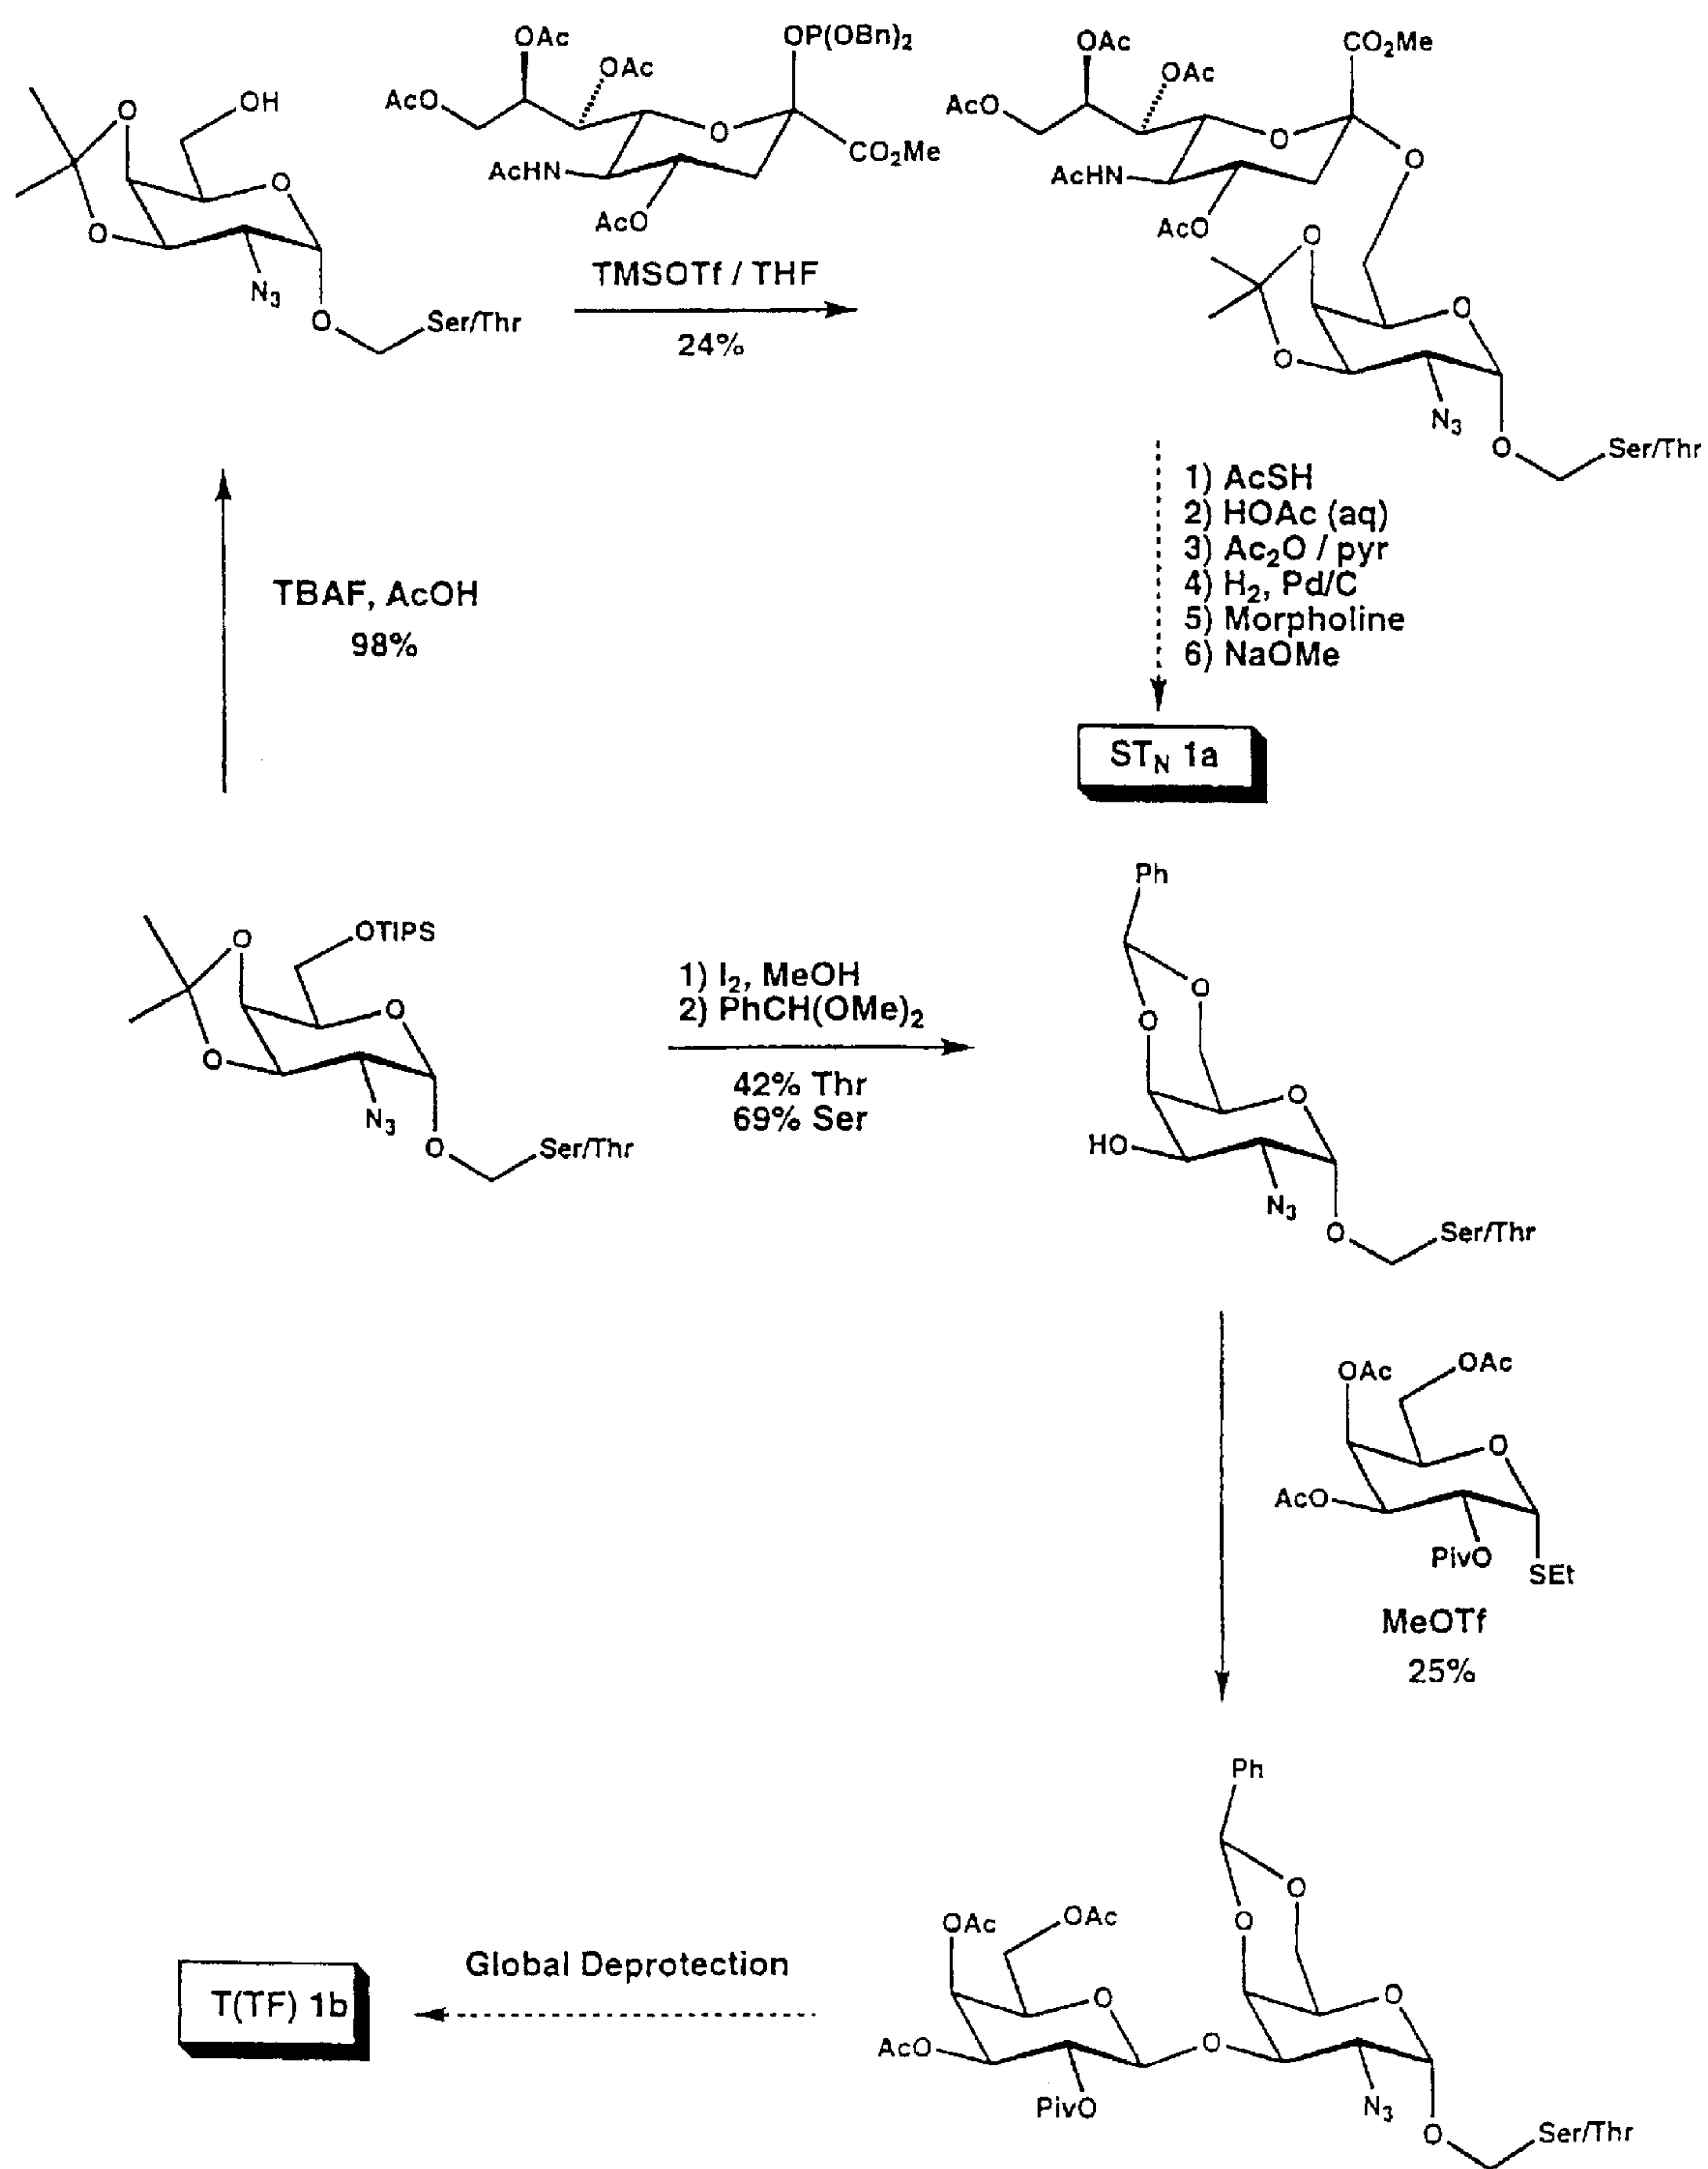 OAc
OP(OBn)2
OAc
AcO
O
CO2Me
AcHN
AcO
OAc
CO2Me
OAc
AcO
O
O
AcHN
AcO
O
OH
O
O
N3
O
Ser/Thr
TMSOTf / THF
24%
O
O
O
N3
O
Ser/Thr
1) AcSH
2) HOAc (aq)
3) Ac2O / pyr
4) H2, Pd/C
5) Morpholine
6) NaOMe
TBAF, AcOH
98%
STN 1a
O
OTIPS
O
O
N3
O
Ser/Thr
1) I2, MeOH
2) PhCH(OMe)2
42% Thr
69% Ser
Ph
O
O
O
HO
N3
O
Ser/Thr
OAc
OAc
O
AcO
PivO
SEt
MeOTf
25%
Ph
O
O
OAc
OAc
O
O
AcO
O
PivO
N3
O
Ser/Thr
Global Deprotection
T(TF) 1b